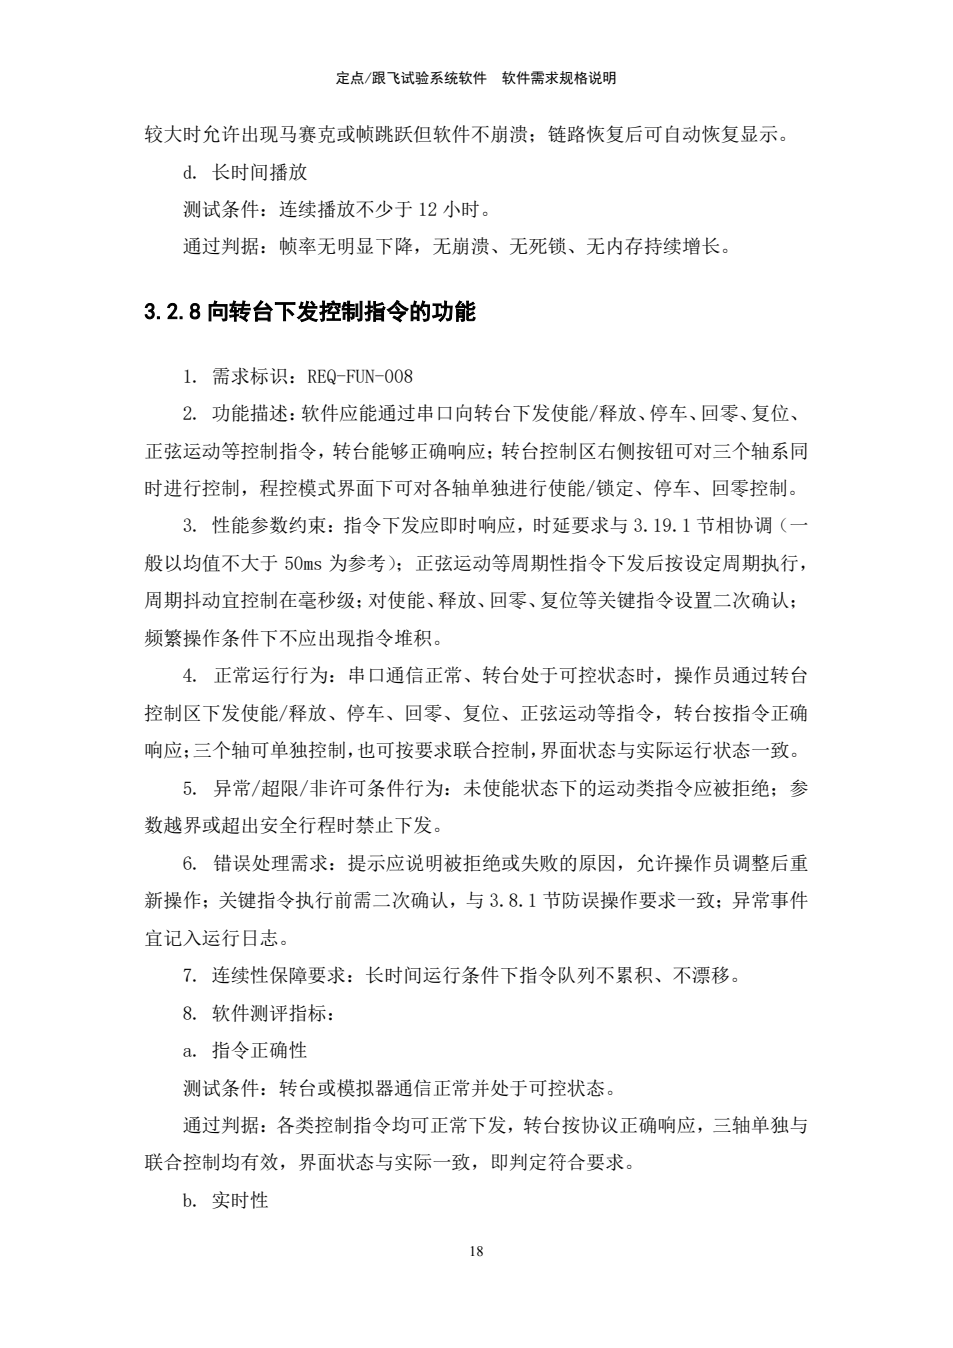 定点/跟飞试验系统软件　软件需求规格说明
较大时允许出现马赛克或帧跳跃但软件不崩溃；链路恢复后可自动恢复显示。
d. 长时间播放
测试条件：连续播放不少于 12 小时。
通过判据：帧率无明显下降，无崩溃、无死锁、无内存持续增长。
3.2.8 向转台下发控制指令的功能
1. 需求标识：REQ-FUN-008
2. 功能描述：软件应能通过串口向转台下发使能/释放、停车、回零、复位、
正弦运动等控制指令，转台能够正确响应；转台控制区右侧按钮可对三个轴系同
时进行控制，程控模式界面下可对各轴单独进行使能/锁定、停车、回零控制。
3. 性能参数约束：指令下发应即时响应，时延要求与 3.19.1 节相协调（一
般以均值不大于 50ms 为参考）；正弦运动等周期性指令下发后按设定周期执行，
周期抖动宜控制在毫秒级；对使能、释放、回零、复位等关键指令设置二次确认；
频繁操作条件下不应出现指令堆积。
4. 正常运行行为：串口通信正常、转台处于可控状态时，操作员通过转台
控制区下发使能/释放、停车、回零、复位、正弦运动等指令，转台按指令正确
响应；三个轴可单独控制，也可按要求联合控制，界面状态与实际运行状态一致。
5. 异常/超限/非许可条件行为：未使能状态下的运动类指令应被拒绝；参
数越界或超出安全行程时禁止下发。
6. 错误处理需求：提示应说明被拒绝或失败的原因，允许操作员调整后重
新操作；关键指令执行前需二次确认，与 3.8.1 节防误操作要求一致；异常事件
宜记入运行日志。
7. 连续性保障要求：长时间运行条件下指令队列不累积、不漂移。
8. 软件测评指标：
a. 指令正确性
测试条件：转台或模拟器通信正常并处于可控状态。
通过判据：各类控制指令均可正常下发，转台按协议正确响应，三轴单独与
联合控制均有效，界面状态与实际一致，即判定符合要求。
b. 实时性
18